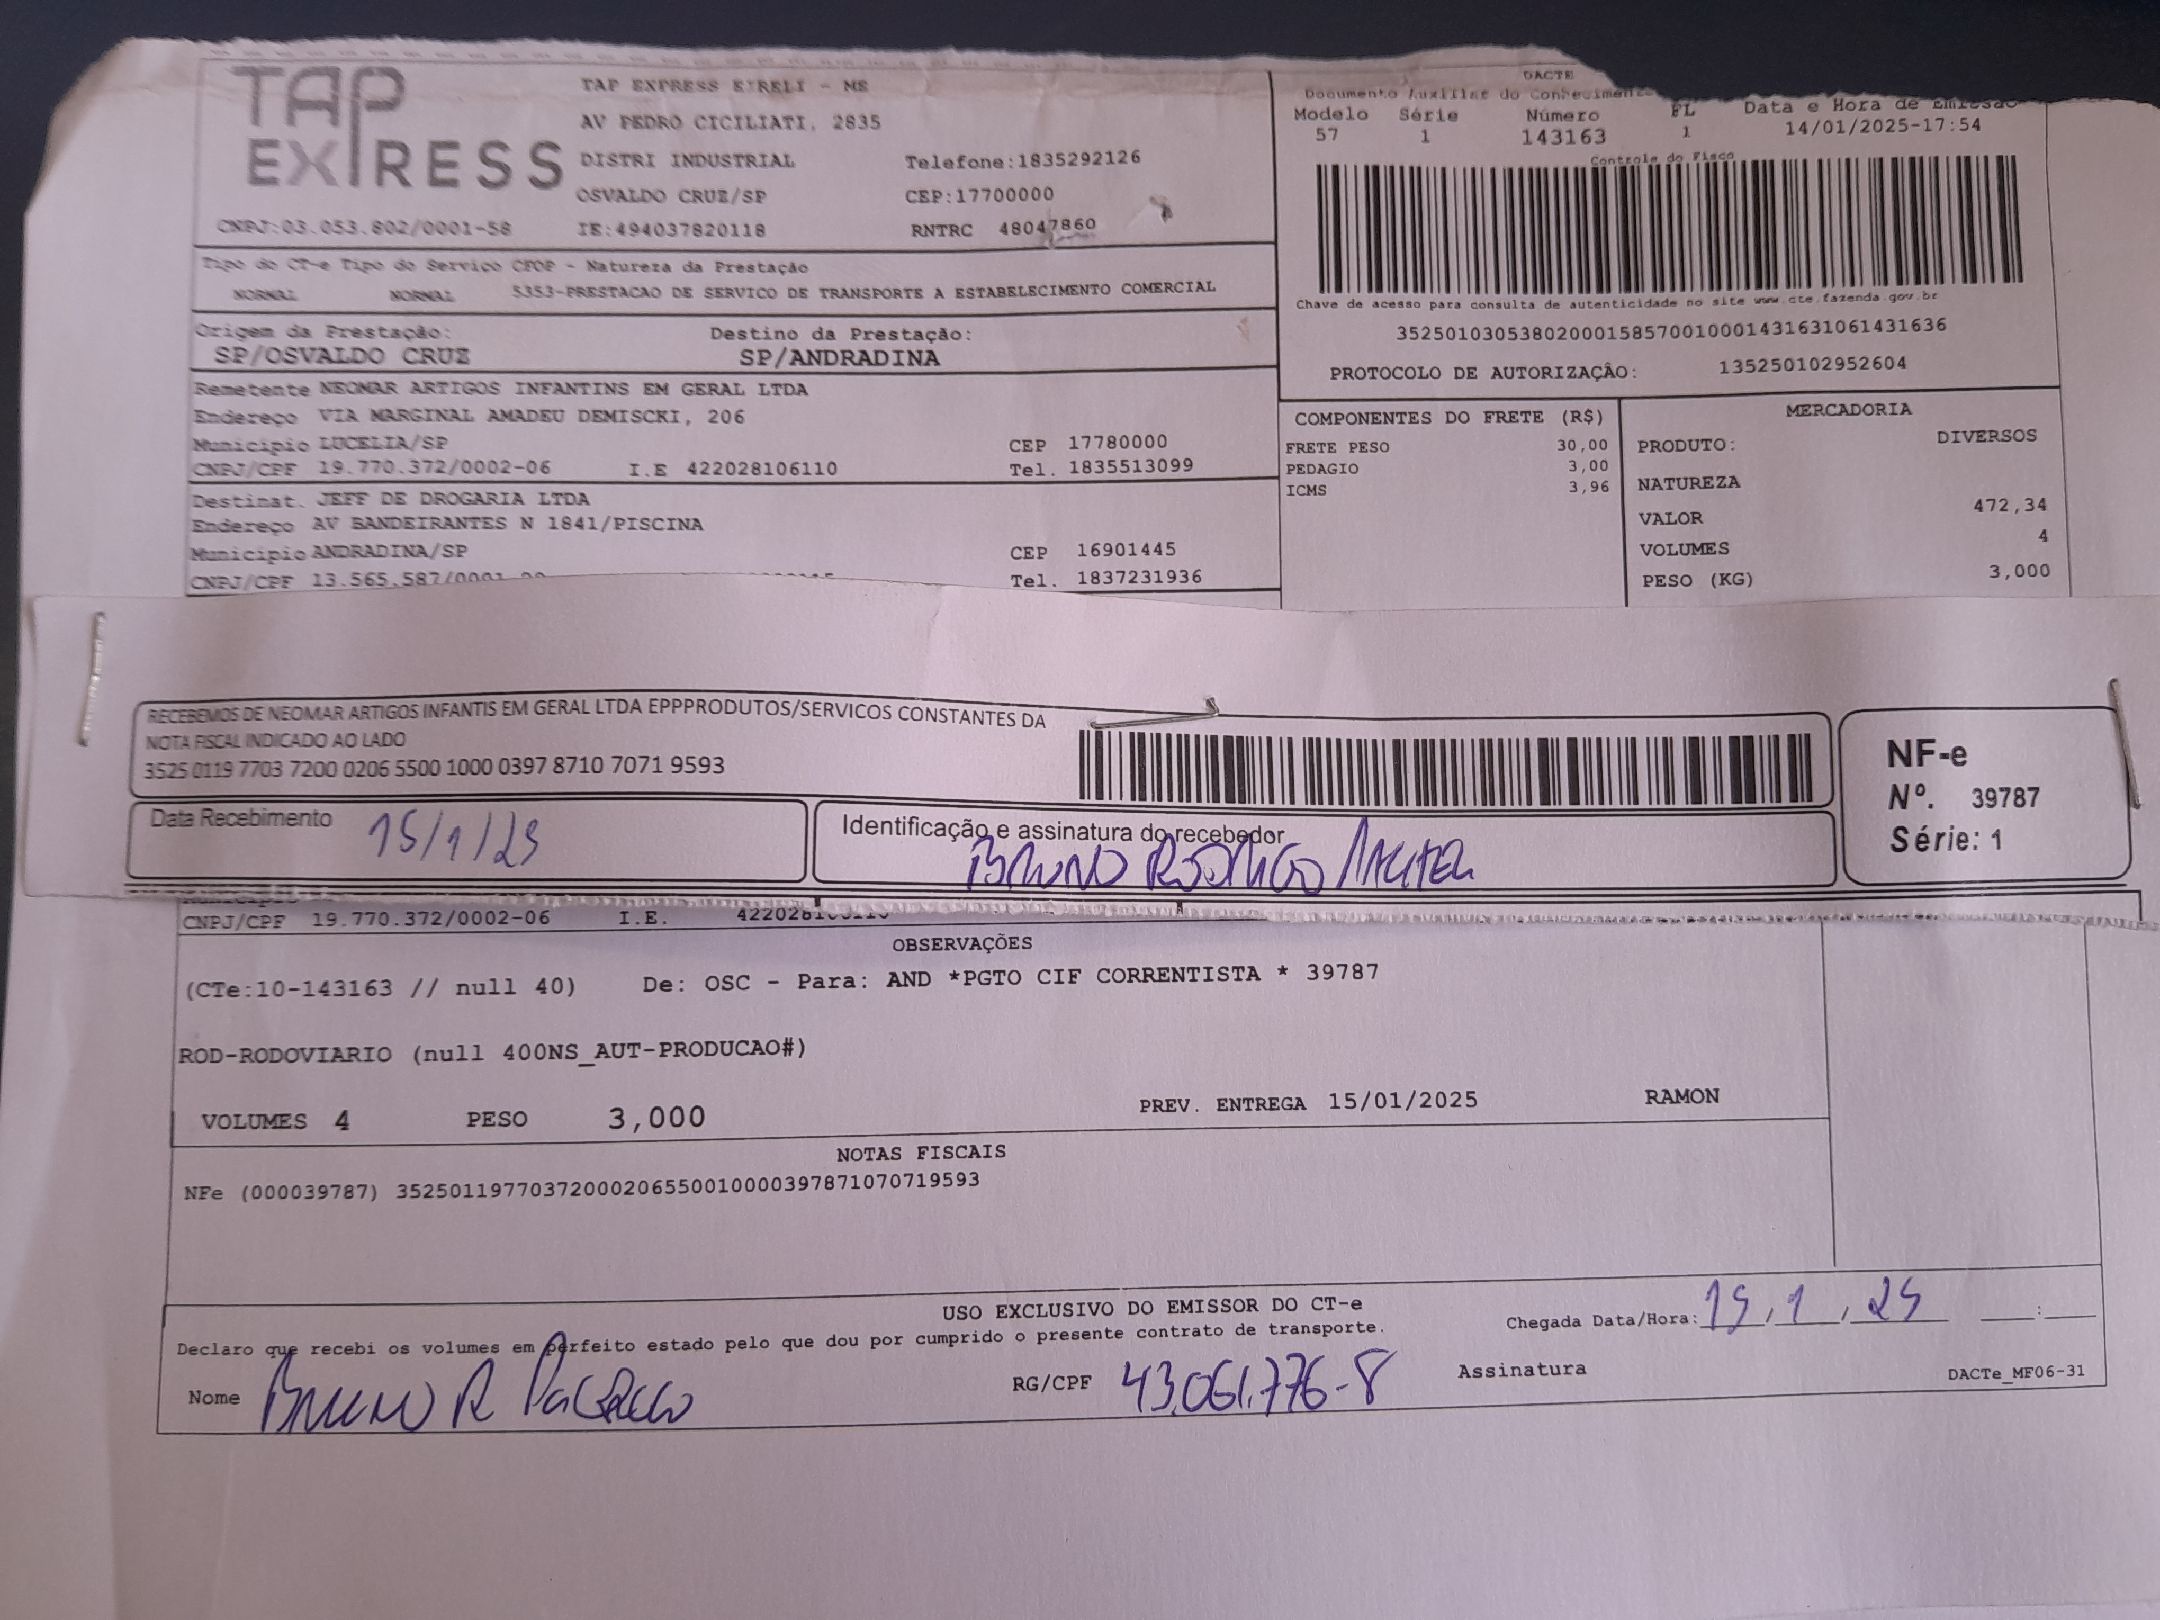 TAP
EXPRESS
TAP EXPRESS EIRELI - ME
AV PEDRO CICILIATI, 2835
DISTRI INDUSTRIAL Telefone:1835292126
OSVALDO CRUZ/SP CEP:17700000
CNPJ:03.053.802/0001-58 IE:494037820118 RNTRC 48047860
DACTE
Documento Auxiliar do Conhecimento
Modelo Série Número FL Data e Hora de Emissão
57 1 143163 1 14/01/2025-17:54
Controle do Fisco
Chave de acesso para consulta de autenticidade no site www.cte.fazenda.gov.br
35250103053802000158570010001431631061431636
PROTOCOLO DE AUTORIZAÇÃO: 135250102952604
Tipo do CT-e Tipo do Serviço CFOP - Natureza da Prestação
NORMAL NORMAL 5353-PRESTACAO DE SERVICO DE TRANSPORTE A ESTABELECIMENTO COMERCIAL
Origem da Prestação: Destino da Prestação:
SP/OSVALDO CRUZ SP/ANDRADINA
Remetente NEOMAR ARTIGOS INFANTINS EM GERAL LTDA
Endereço VIA MARGINAL AMADEU DEMISCKI, 206
Municipio LUCELIA/SP CEP 17780000
CNPJ/CPF 19.770.372/0002-06 I.E 422028106110 Tel. 1835513099
Destinat. JEFF DE DROGARIA LTDA
Endereço AV BANDEIRANTES N 1841/PISCINA
Municipio ANDRADINA/SP CEP 16901445
CNPJ/CPF 13.565.587/0001 Tel. 1837231936
COMPONENTES DO FRETE (R$)
FRETE PESO 30,00
PEDAGIO 3,00
ICMS 3,96
MERCADORIA
PRODUTO: DIVERSOS
NATUREZA
VALOR 472,34
VOLUMES 4
PESO (KG) 3,000
RECEBEMOS DE NEOMAR ARTIGOS INFANTIS EM GERAL LTDA EPPPRODUTOS/SERVICOS CONSTANTES DA
NOTA FISCAL INDICADO AO LADO
3525 0119 7703 7200 0206 5500 1000 0397 8710 7071 9593
NF-e
Nº. 39787
Série: 1
Data Recebimento 15/1/25
Identificação e assinatura do recebedor
BRUNO RODRIGO
CNPJ/CPF 19.770.372/0002-06 I.E. 422028106110
OBSERVAÇÕES
(CTe:10-143163 // null 40) De: OSC - Para: AND *PGTO CIF CORRENTISTA * 39787
ROD-RODOVIARIO (null 400NS_AUT-PRODUCAO#)
VOLUMES 4 PESO 3,000 PREV. ENTREGA 15/01/2025 RAMON
NOTAS FISCAIS
NFe (000039787) 35250119770372000206550010000397871070719593
USO EXCLUSIVO DO EMISSOR DO CT-e
Declaro que recebi os volumes em perfeito estado pelo que dou por cumprido o presente contrato de transporte.
Chegada Data/Hora: 15,1,25 :
Nome BRUNO R PACHECO RG/CPF 43.061.776-8 Assinatura
DACTe_MF06-31